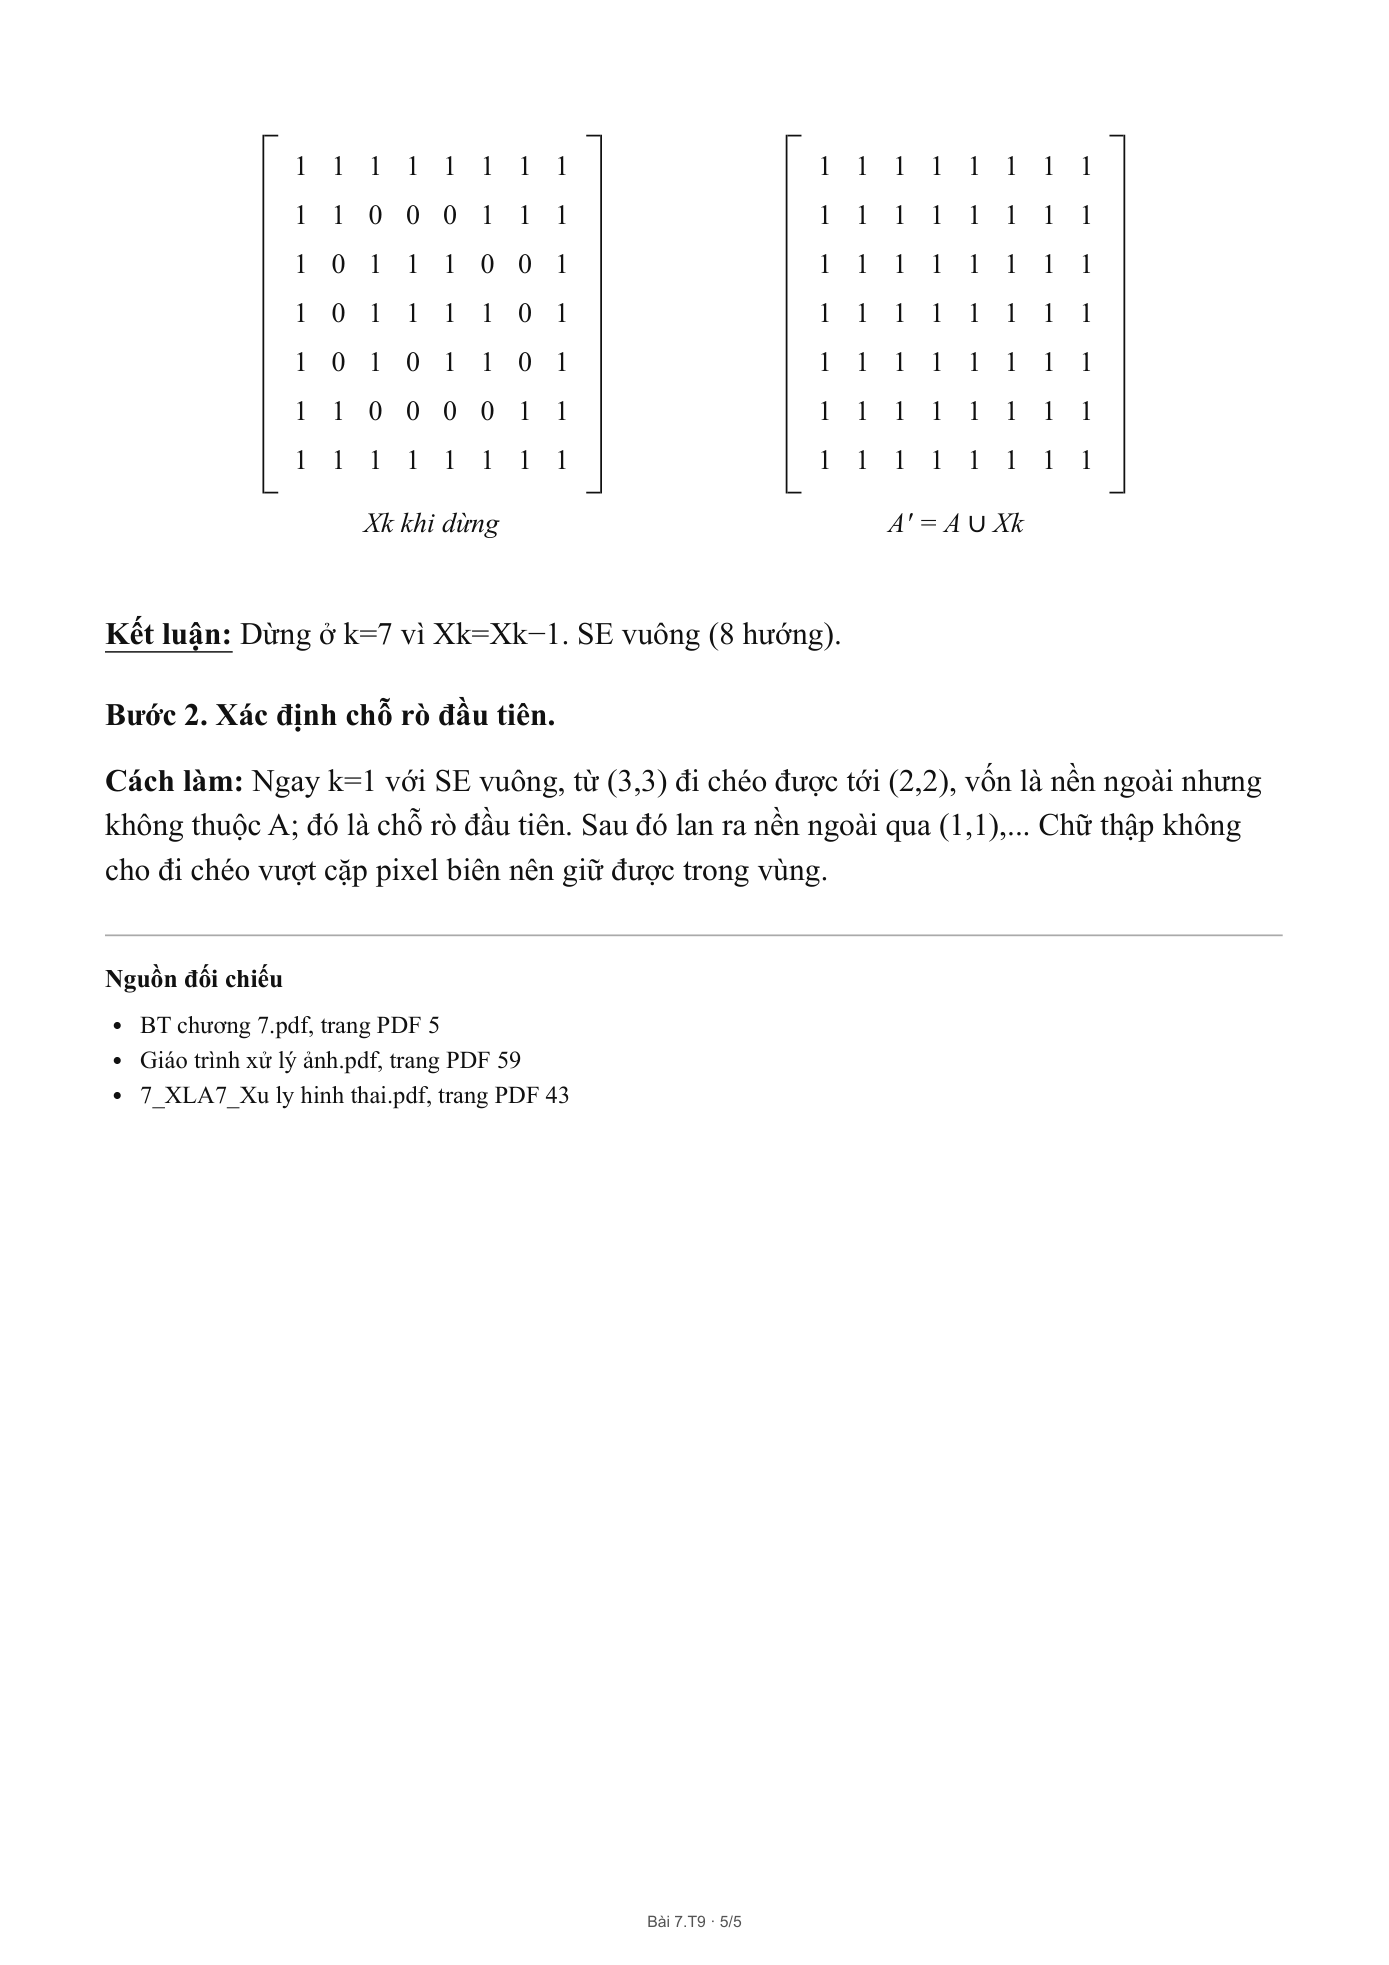 1 1 1 1 1 1 1 1
1 1 0 0 0 1 1 1
1 0 1 1 1 0 0 1
1 0 1 1 1 1 0 1
1 0 1 0 1 1 0 1
1 1 0 0 0 0 1 1
1 1 1 1 1 1 1 1
Xk khi dừng
1 1 1 1 1 1 1 1
1 1 1 1 1 1 1 1
1 1 1 1 1 1 1 1
1 1 1 1 1 1 1 1
1 1 1 1 1 1 1 1
1 1 1 1 1 1 1 1
1 1 1 1 1 1 1 1
A′ = A ∪ Xk
Kết luận: Dừng ở k=7 vì Xk=Xk−1. SE vuông (8 hướng).
Bước 2. Xác định chỗ rò đầu tiên.
Cách làm: Ngay k=1 với SE vuông, từ (3,3) đi chéo được tới (2,2), vốn là nền ngoài nhưng
không thuộc A; đó là chỗ rò đầu tiên. Sau đó lan ra nền ngoài qua (1,1),... Chữ thập không
cho đi chéo vượt cặp pixel biên nên giữ được trong vùng.
Nguồn đối chiếu
• BT chương 7.pdf, trang PDF 5
• Giáo trình xử lý ảnh.pdf, trang PDF 59
• 7_XLA7_Xu ly hinh thai.pdf, trang PDF 43
Bài 7.T9 · 5/5